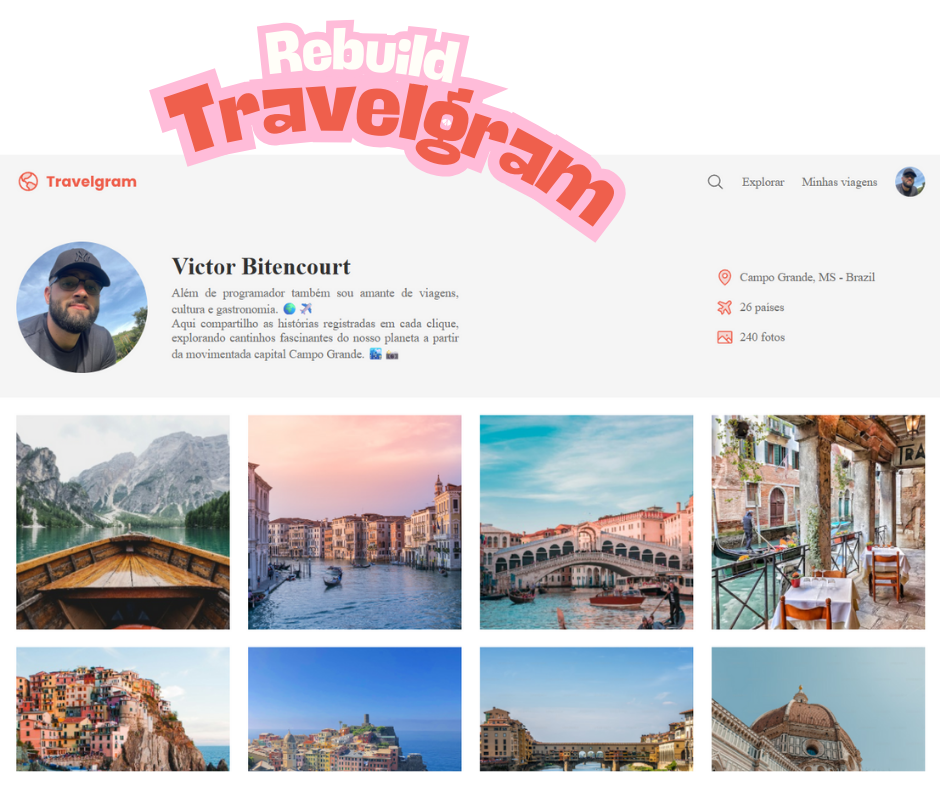 Rebuild
Travelgram
Travelgram
Explorar
Minhas viagens
Victor Bitencourt
Além de programador também sou amante de viagens,
cultura e gastronomia. 🌍 ✈️
Aqui compartilho as histórias registradas em cada clique,
explorando cantinhos fascinantes do nosso planeta a partir
da movimentada capital Campo Grande.
Campo Grande, MS - Brazil
26 países
240 fotos